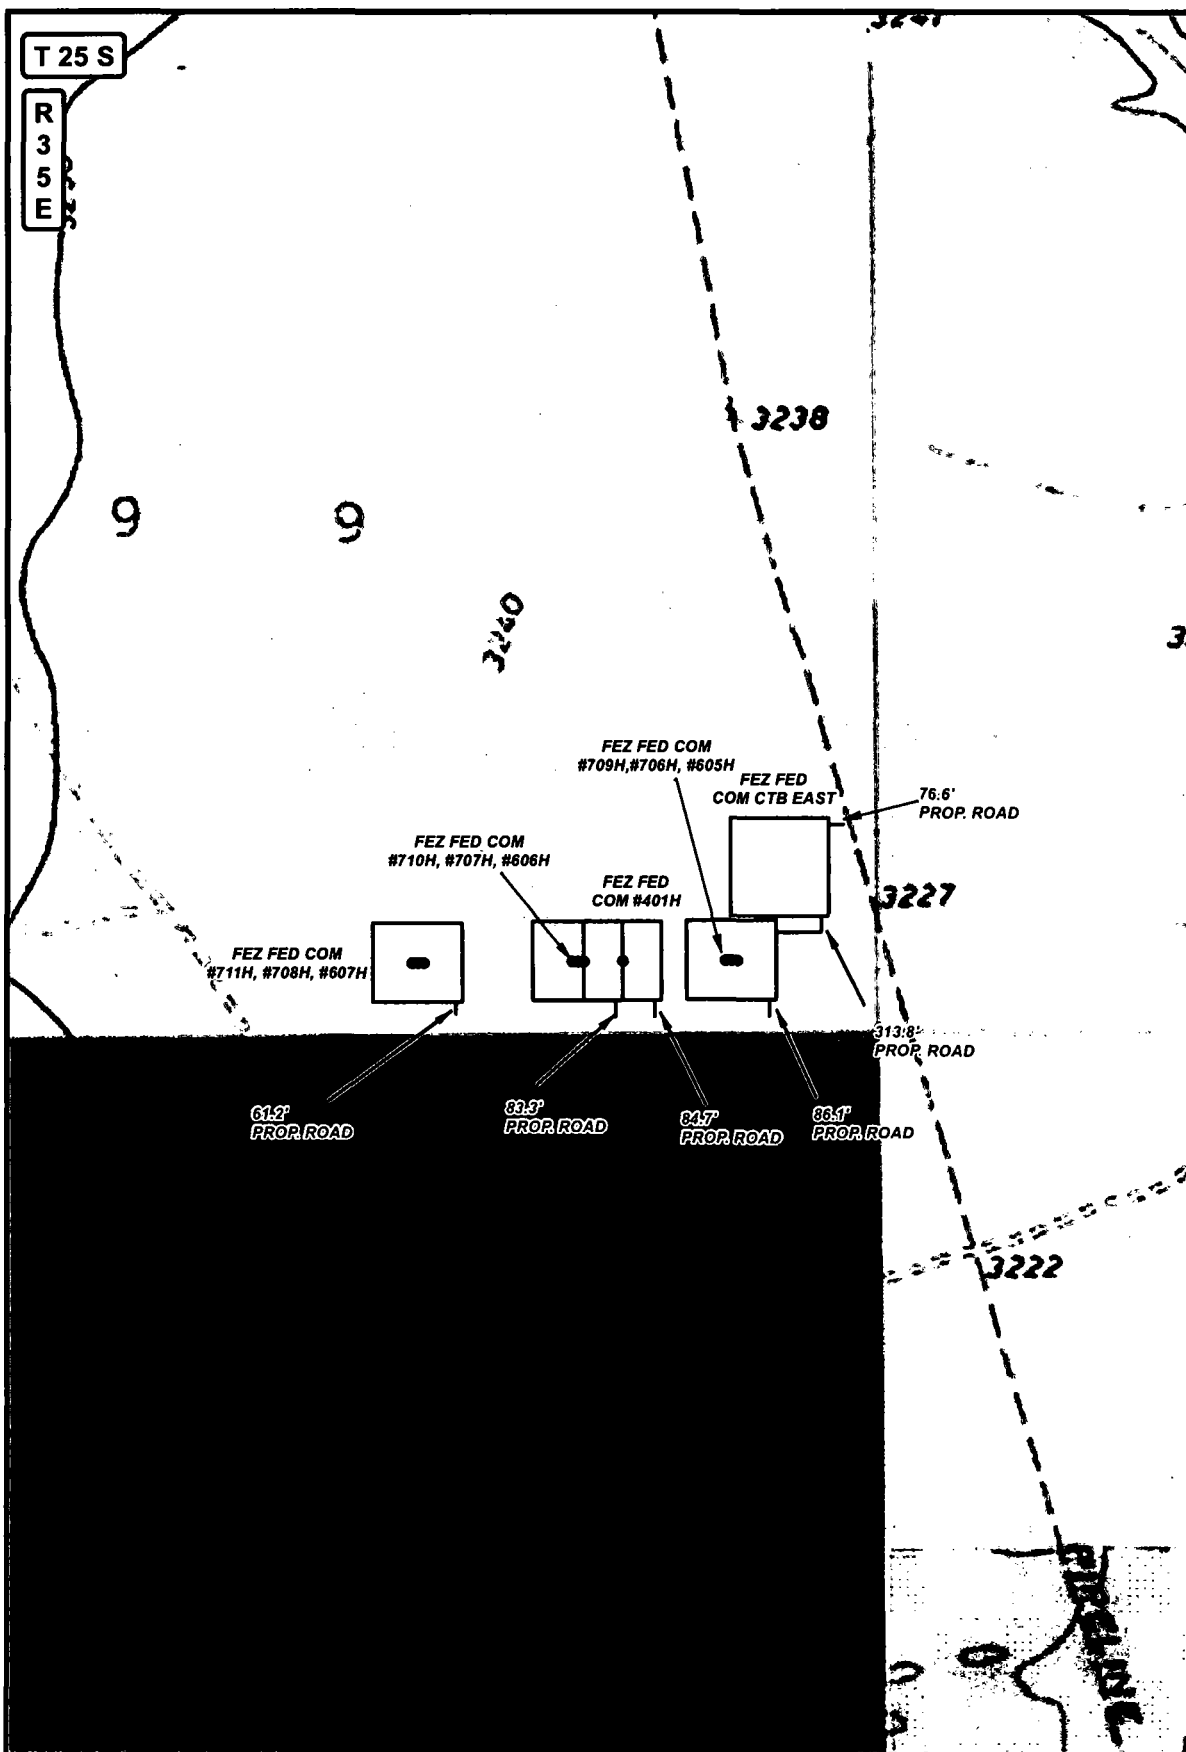 3241
T 25 S
R
3
5
E
3238
9
9
3240
FEZ FED COM
#709H,#706H, #605H
FEZ FED
COM CTB EAST
76.6'
PROP. ROAD
FEZ FED COM
#710H, #707H, #606H
FEZ FED
COM #401H
3227
FEZ FED COM
#711H, #708H, #607H
313.8'
PROP. ROAD
61.2'
PROP. ROAD
83.3'
PROP. ROAD
84.7'
PROP. ROAD
86.1'
PROP. ROAD
3222
PIPELINE